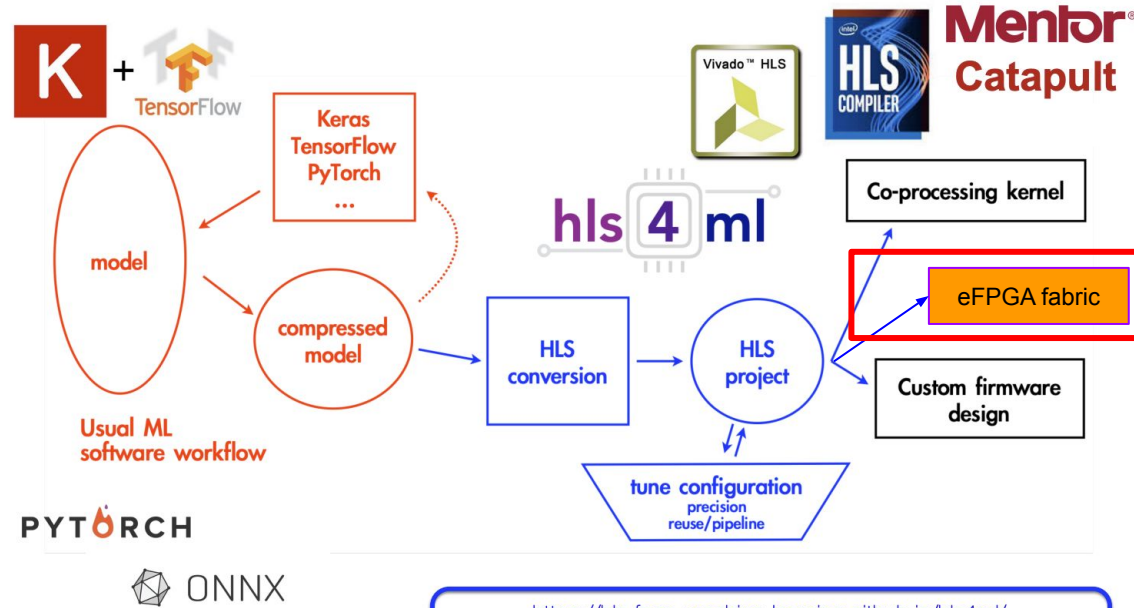 K
+
TF
TensorFlow
Keras
TensorFlow
PyTorch
...
model
compressed
model
Usual ML
software workflow
PYTORCH
ONNX
Vivado™ HLS
intel
HLS
COMPILER
Mentor®
Catapult
hls 4 ml
HLS
conversion
HLS
project
tune configuration
precision
reuse/pipeline
Co-processing kernel
eFPGA fabric
Custom firmware
design